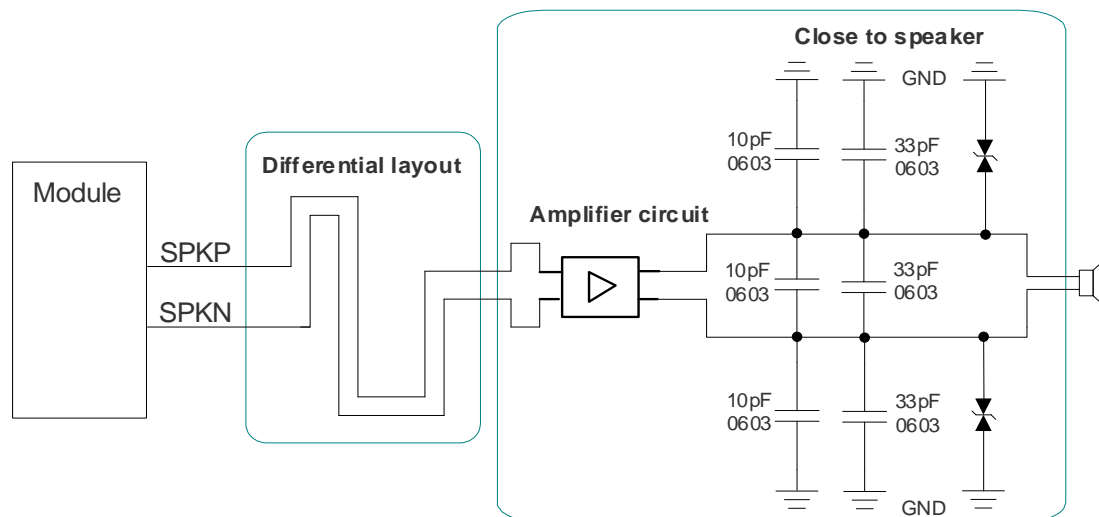 Close to speaker
GND
10pF
0603
33pF
0603
Differential layout
Module
Amplifier circuit
SPKP
10pF
0603
33pF
0603
SPKN
10pF
0603
33pF
0603
GND